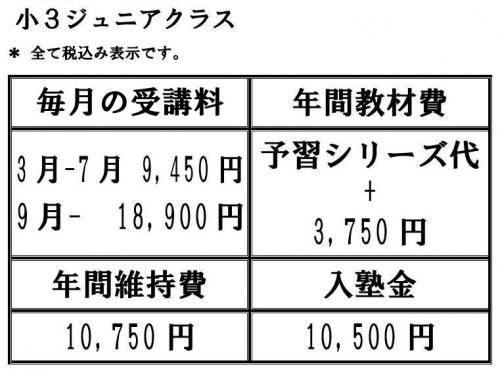 小３ジュニアクラス
* 全て税込み表示です。
毎月の受講料
年間教材費
3月-7月 9,450円
9月- 18,900円
予習シリーズ代
+
3,750円
年間維持費
入塾金
10,750円
10,500円